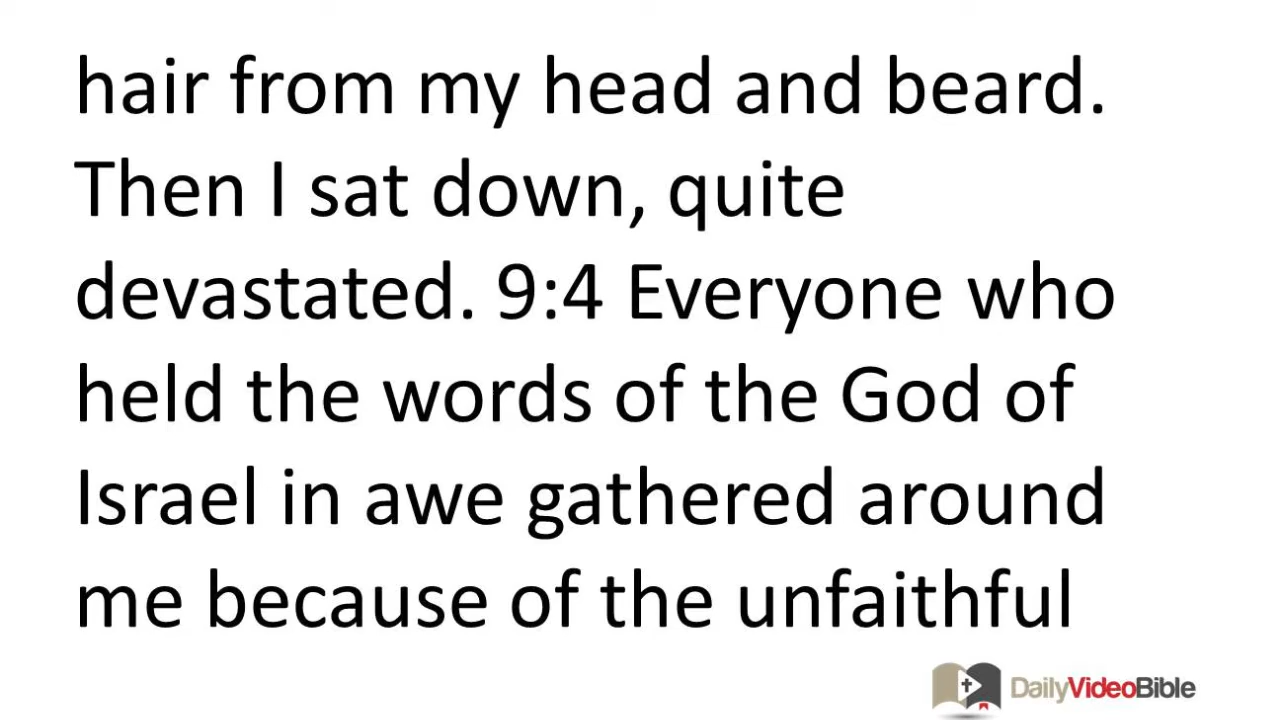 hair from my head and beard.
Then I sat down, quite
devastated. 9:4 Everyone who
held the words of the God of
Israel in awe gathered around
me because of the unfaithful
DailyVideoBible